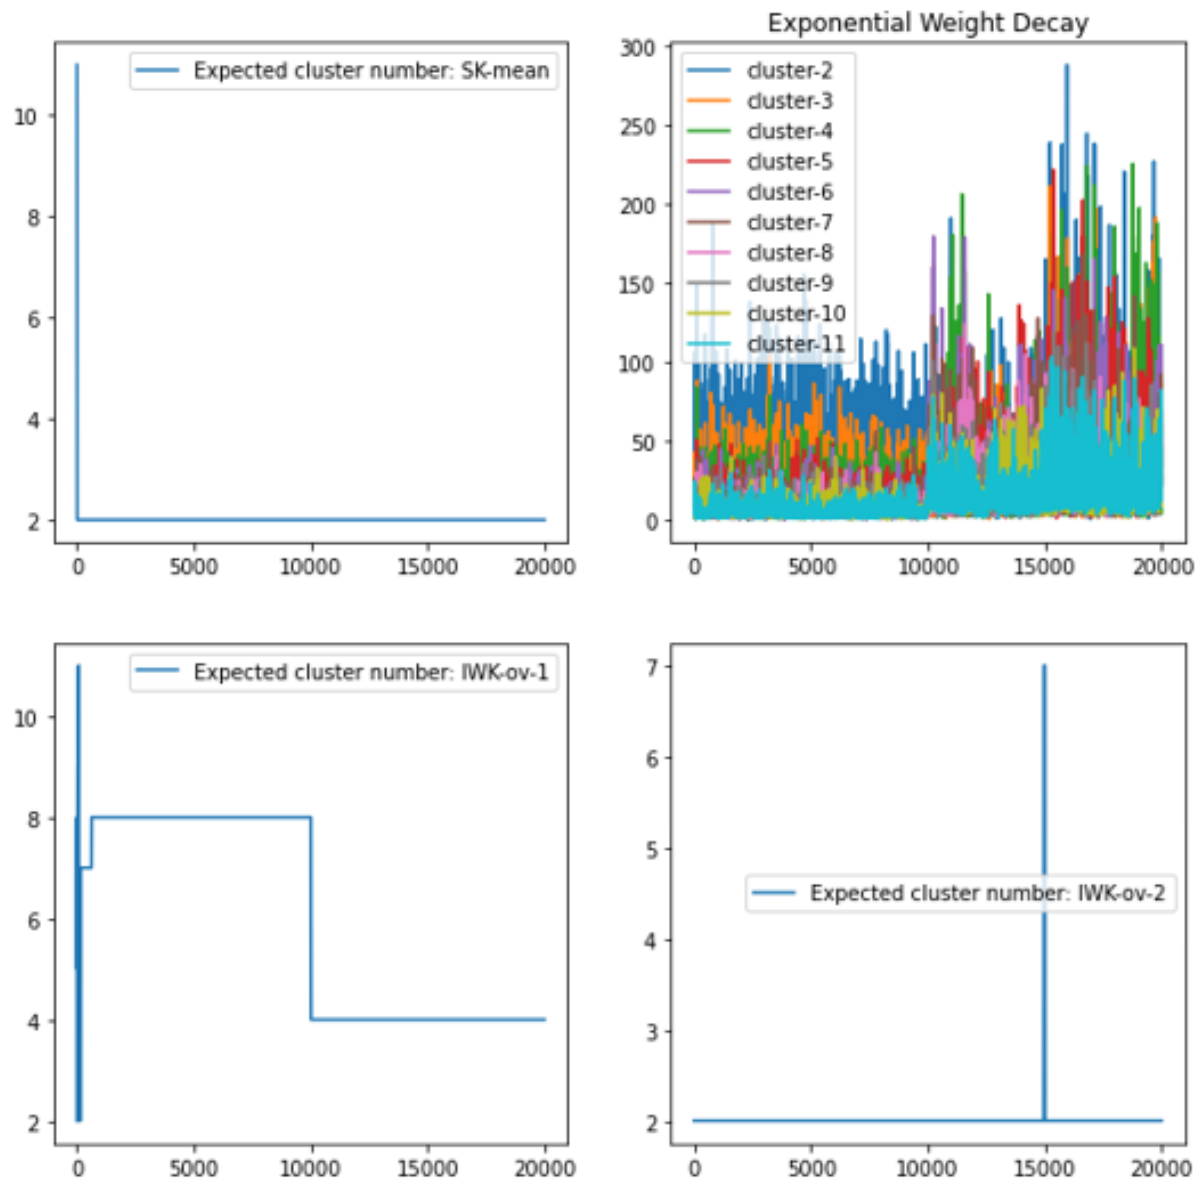 Expected cluster number: SK-mean
10
8
6
4
2
0 5000 10000 15000 20000
Exponential Weight Decay
300
250
200
150
100
50
0
cluster-2
cluster-3
cluster-4
cluster-5
cluster-6
cluster-7
cluster-8
cluster-9
cluster-10
cluster-11
0 5000 10000 15000 20000
Expected cluster number: IWK-ov-1
10
8
6
4
2
0 5000 10000 15000 20000
7
6
5
4
3
2
Expected cluster number: IWK-ov-2
0 5000 10000 15000 20000